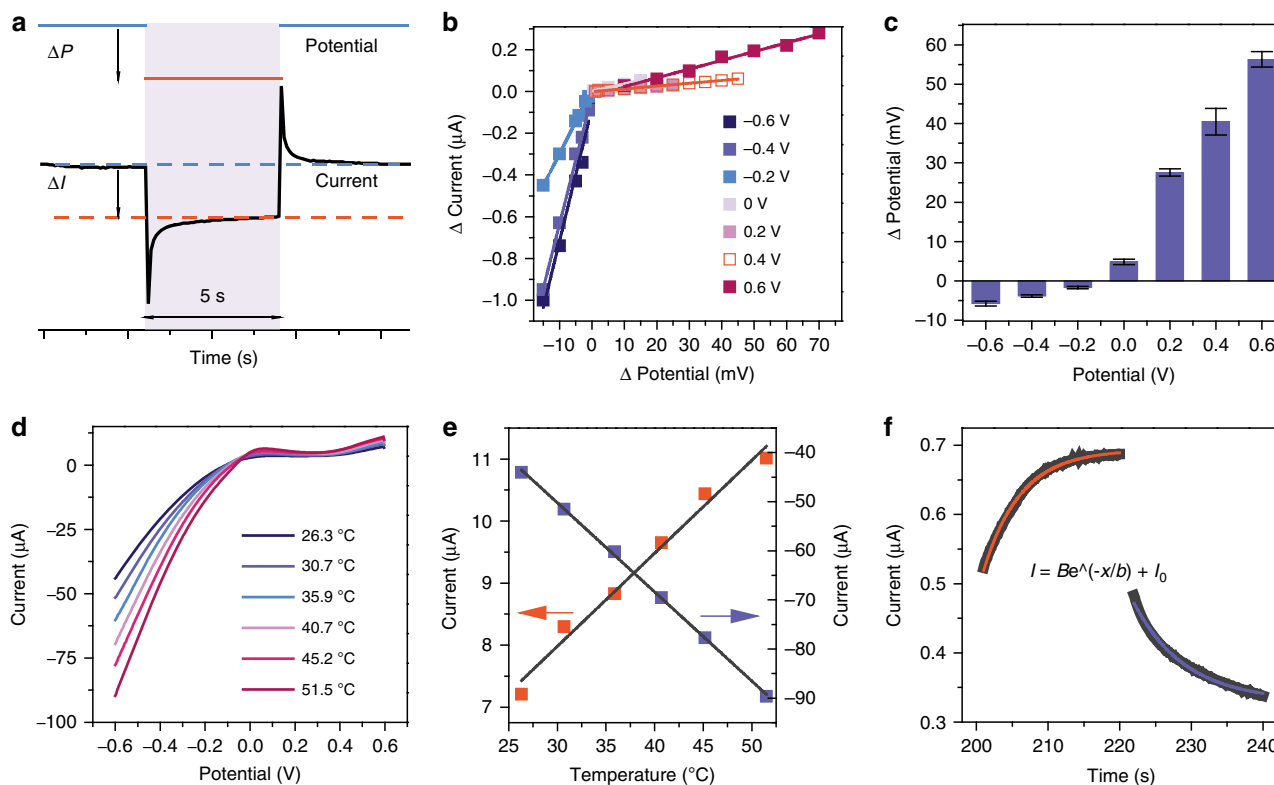 a
ΔP
Potential
ΔI
Current
5 s
Time (s)
b
Δ Current (µA)
0.2
0.0
−0.2
−0.4
−0.6
−0.8
−1.0
−0.6 V
−0.4 V
−0.2 V
0 V
0.2 V
0.4 V
0.6 V
−10 0 10 20 30 40 50 60 70
Δ Potential (mV)
c
Δ Potential (mV)
60
50
40
30
20
10
0
−10
−0.6 −0.4 −0.2 0.0 0.2 0.4 0.6
Potential (V)
d
Current (µA)
0
−25
−50
−75
−100
26.3 °C
30.7 °C
35.9 °C
40.7 °C
45.2 °C
51.5 °C
−0.6 −0.4 −0.2 0.0 0.2 0.4 0.6
Potential (V)
e
Current (µA)
11
10
9
8
7
−40
−50
−60
−70
−80
−90
Current (µA)
25 30 35 40 45 50
Temperature (°C)
f
Current (µA)
0.7
0.6
0.5
0.4
0.3
I = Be^(-x/b) + I0
200 210 220 230 240
Time (s)